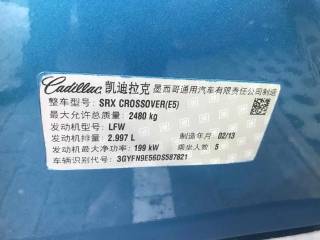 Cadillac 凯迪拉克 墨西哥通用汽车有限责任公司制造
整车型号: SRX CROSSOVER(E5)
最大允许总质量: 2480 kg
发动机型号: LFW
发动机排量: 2.997 L 制造年月 02/13
最大净功率: 199 kW 乘坐人数 5
车辆识别代号: 3GYFN9E56DS587821